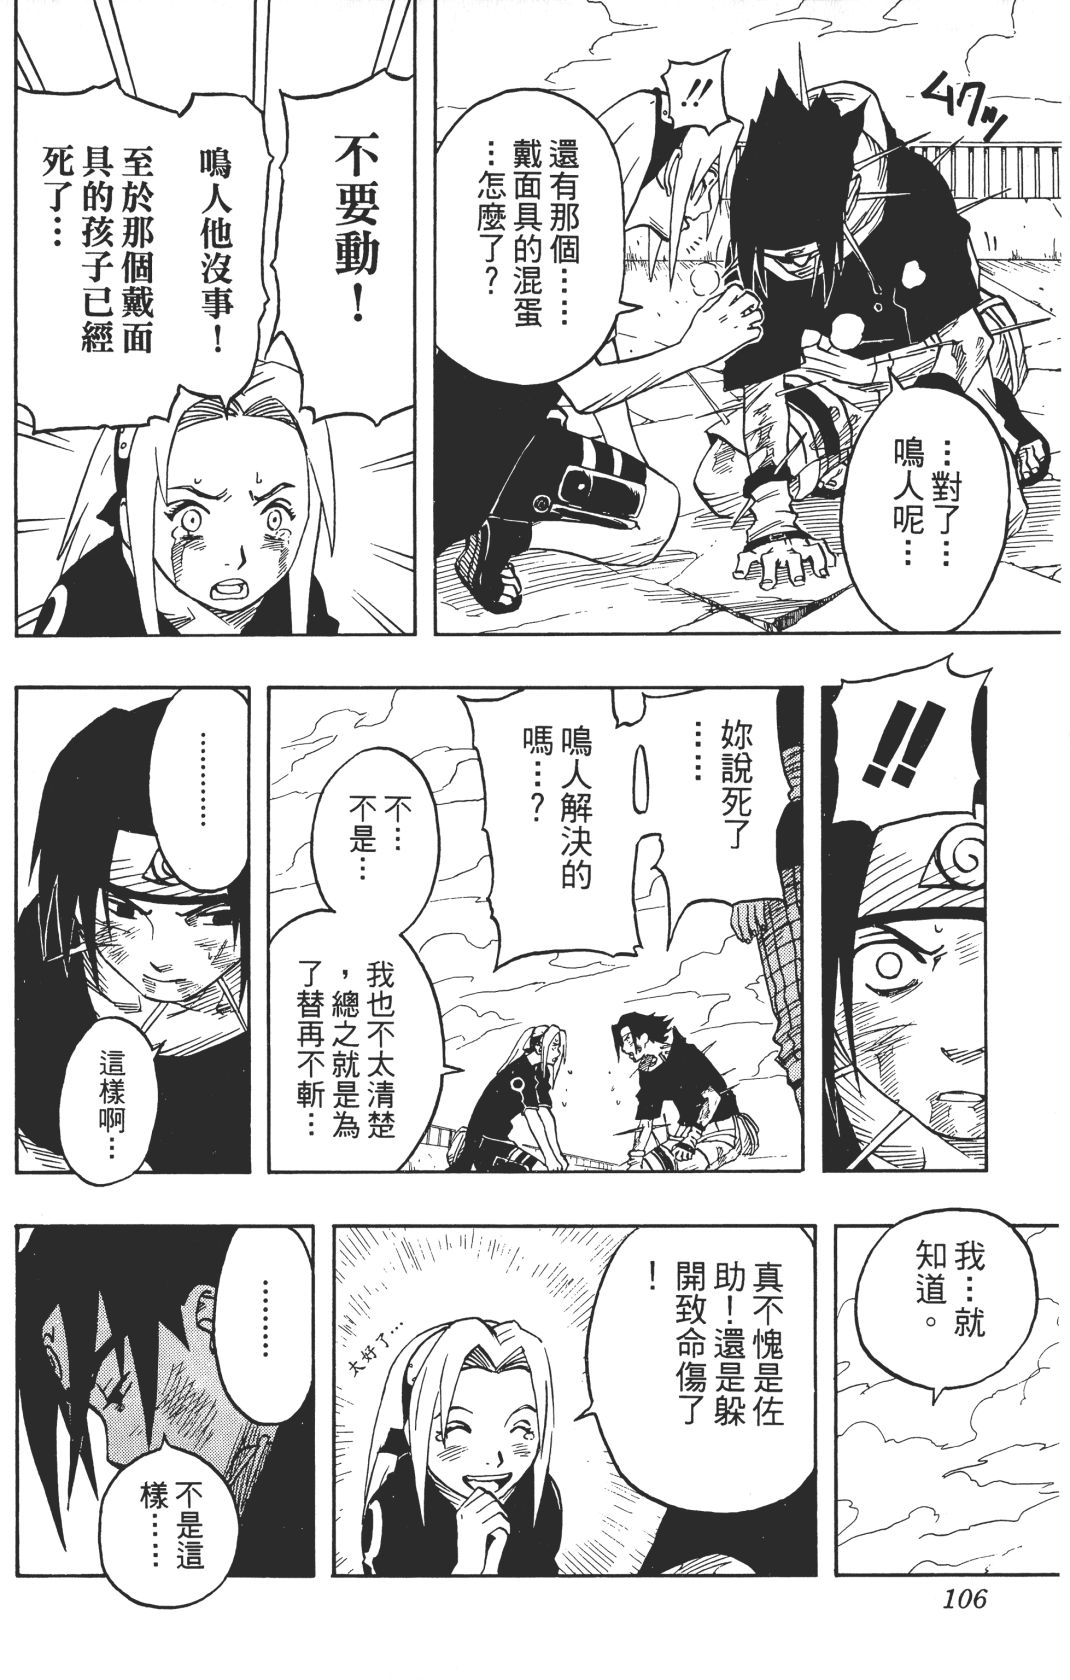 ムクッ
!!
…對了…
鳴人呢…
還有那個……
戴面具的混蛋
…怎麼了?
不要動!
鳴人他沒事!
至於那個戴面
具的孩子已經
死了…
!!
妳說死了
……
鳴人解決的
嗎…?
不…
不是…
我也不太清楚
，總之就是為
了替再不斬…
………
這樣啊…
我…就
知道。
真不愧是佐
助!還是躲
開致命傷了
!
太好了…
………
不是這
樣……
106